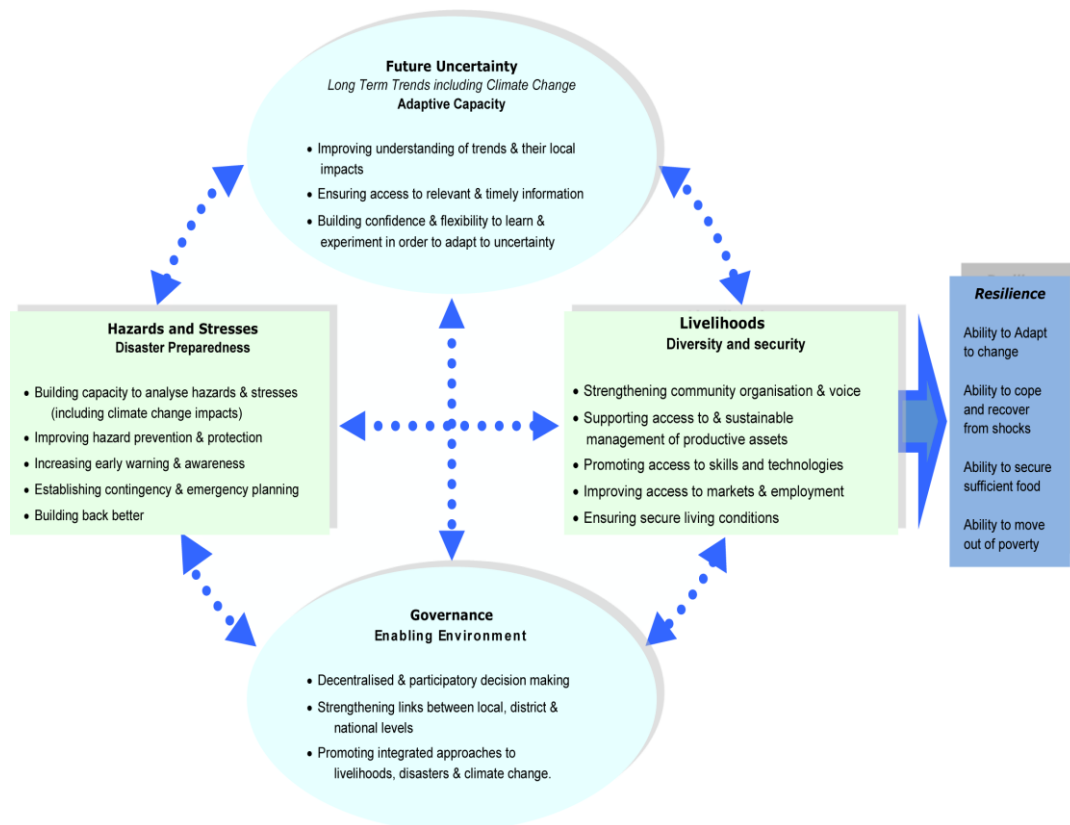 Future Uncertainty
Long Term Trends including Climate Change
Adaptive Capacity
• Improving understanding of trends & their local
impacts
• Ensuring access to relevant & timely information
• Building confidence & flexibility to learn &
experiment in order to adapt to uncertainty
Hazards and Stresses
Disaster Preparedness
• Building capacity to analyse hazards & stresses
(including climate change impacts)
• Improving hazard prevention & protection
• Increasing early warning & awareness
• Establishing contingency & emergency planning
• Building back better
Livelihoods
Diversity and security
• Strengthening community organisation & voice
• Supporting access to & sustainable
management of productive assets
• Promoting access to skills and technologies
• Improving access to markets & employment
• Ensuring secure living conditions
Resilience
Ability to Adapt
to change
Ability to cope
and recover
from shocks
Ability to secure
sufficient food
Ability to move
out of poverty
Governance
Enabling Environment
• Decentralised & participatory decision making
• Strengthening links between local, district &
national levels
• Promoting integrated approaches to
livelihoods, disasters & climate change.